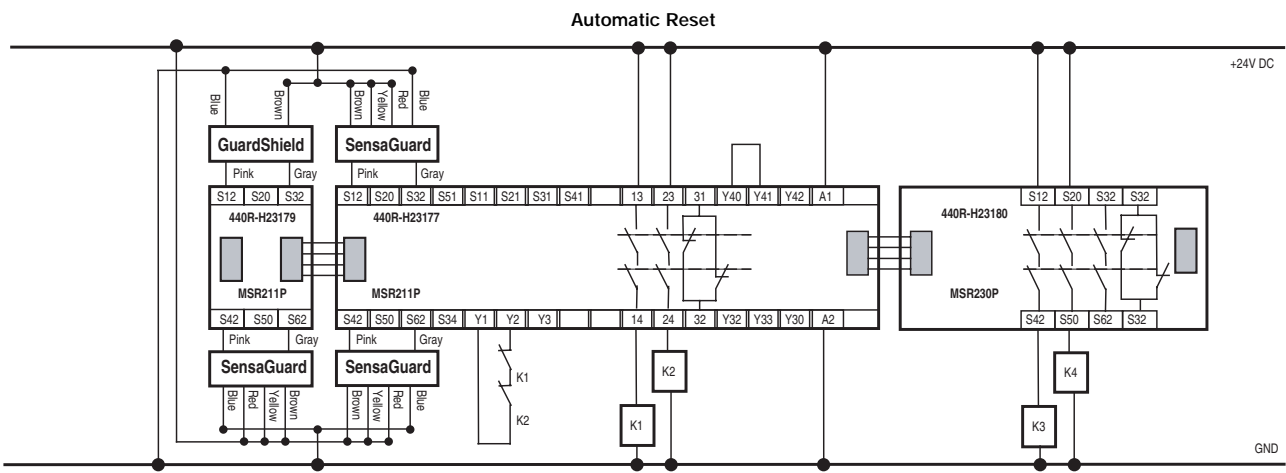 Automatic Reset
+24V DC
Blue
Brown
Brown
Yellow
Red
Blue
GuardShield
SensaGuard
Pink
Gray
Pink
Gray
S12 S20 S32
S12 S20 S32 S51 S11 S21 S31 S41 13 23 31 Y40 Y41 Y42 A1
S12 S20 S32 S32
440R-H23179
440R-H23177
440R-H23180
MSR211P
MSR211P
MSR230P
S42 S50 S62
S42 S50 S62 S34 Y1 Y2 Y3 14 24 32 Y32 Y33 Y30 A2
S42 S50 S62 S32
Pink
Gray
Pink
Gray
SensaGuard
SensaGuard
Blue
Red
Yellow
Brown
Brown
Yellow
Red
Blue
K1
K2
K1
K2
K3
K4
GND